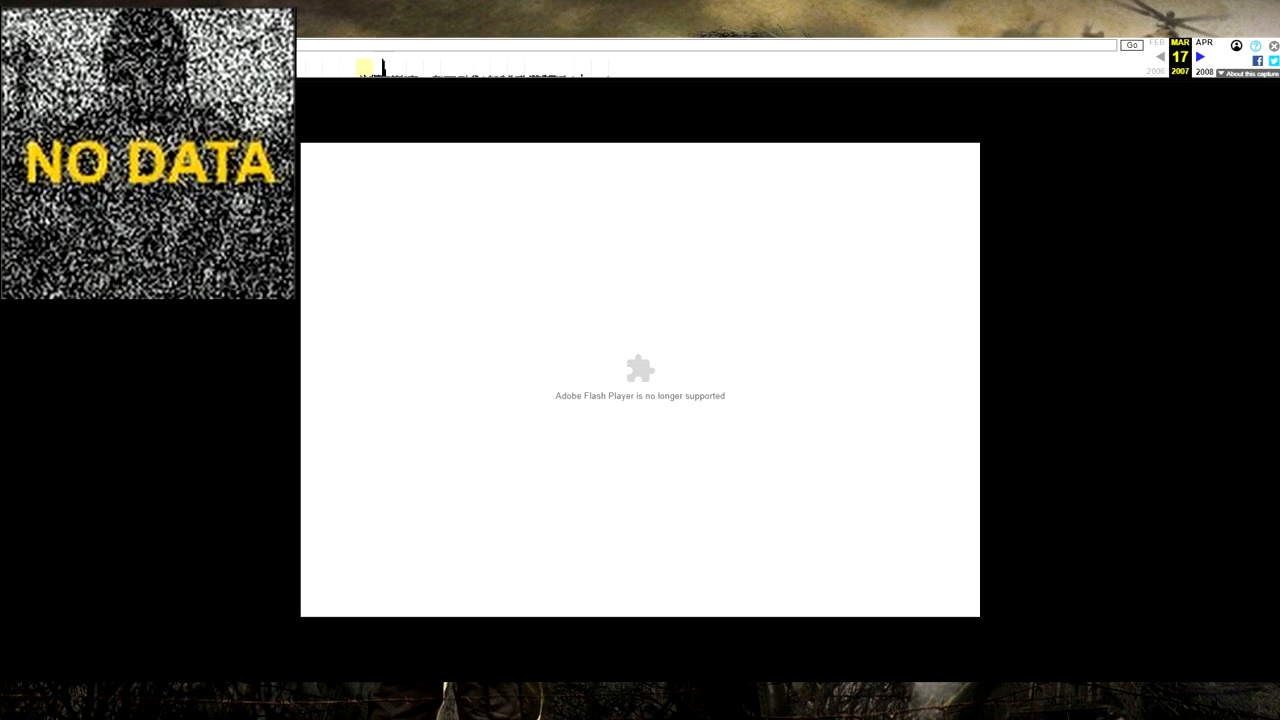 NO DATA
Go
FEB MAR APR
17
2006 2007 2008
About this capture
Adobe Flash Player is no longer supported